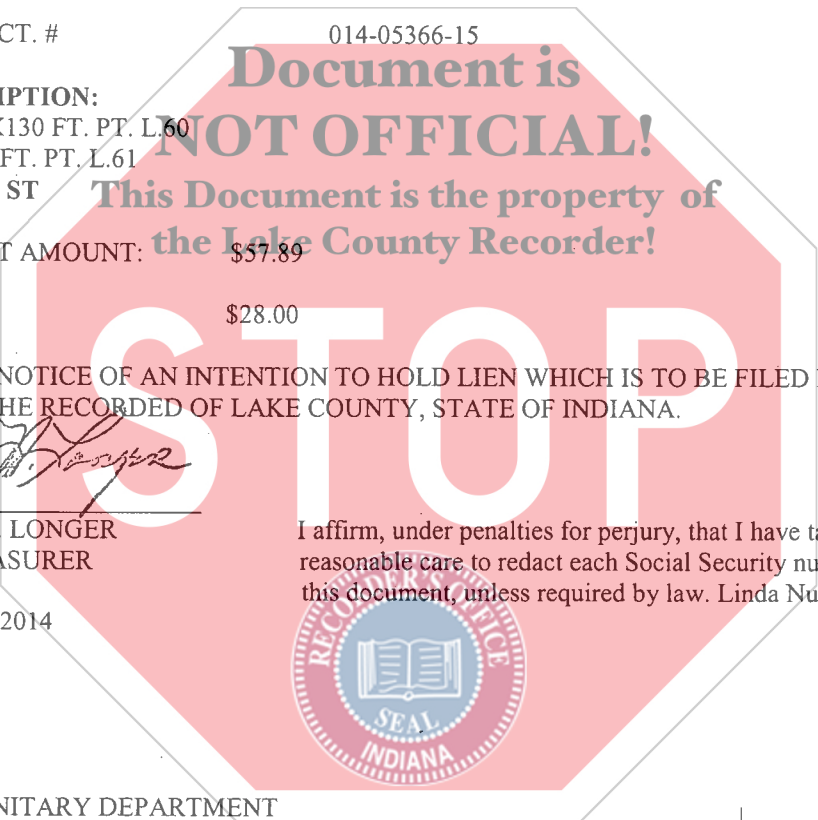 CT. # 014-05366-15
Document is
IPTION:
X130 FT. PT. L.60
NOT OFFICIAL!
FT. PT. L.61
ST
This Document is the property of
the Lake County Recorder!
T AMOUNT: $57.89
$28.00
STOP
NOTICE OF AN INTENTION TO HOLD LIEN WHICH IS TO BE FILED
HE RECORDED OF LAKE COUNTY, STATE OF INDIANA.
LONGER
ASURER
I affirm, under penalties for perjury, that I have ta
reasonable care to redact each Social Security nu
this document, unless required by law. Linda Nu
2014
RECORDER'S OFFICE
SEAL
INDIANA
NITARY DEPARTMENT